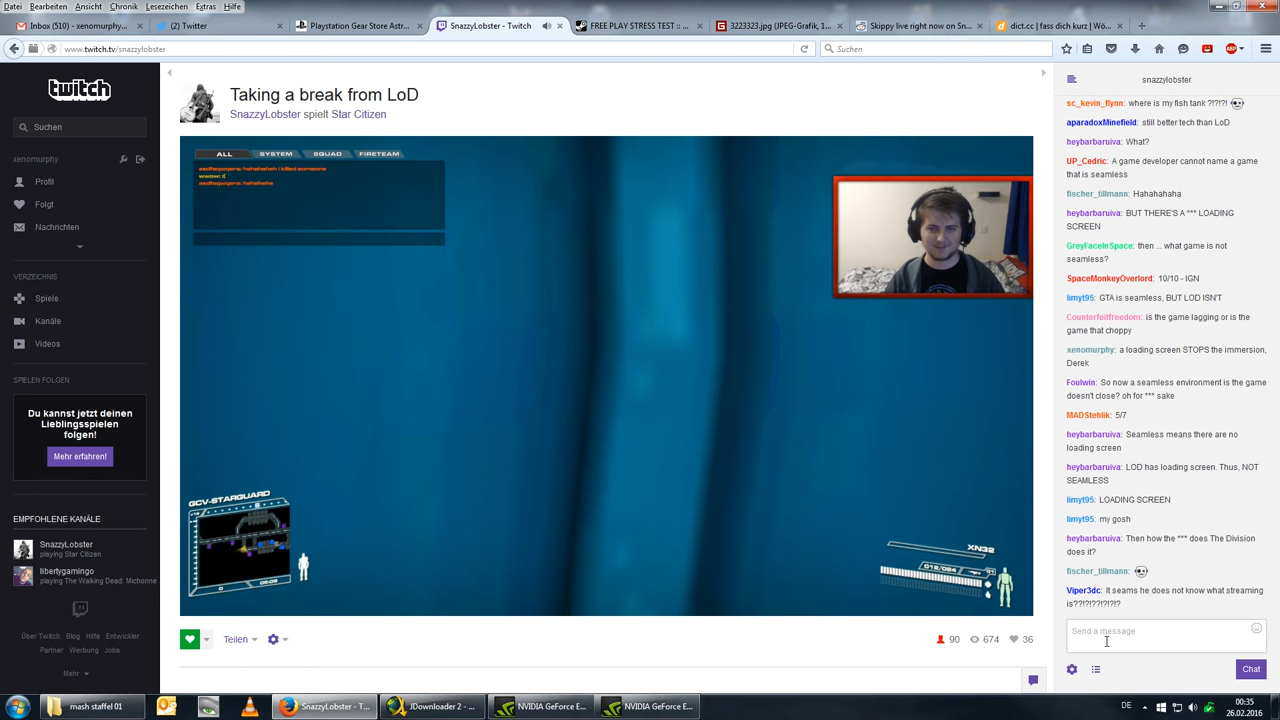 Datei Bearbeiten Ansicht Chronik Lesezeichen Extras Hilfe
Inbox (510) - xenomurphy...
(2) Twitter
Playstation Gear Store Astr...
SnazzyLobster - Twitch
FREE PLAY STRESS TEST :: ...
3223323.jpg (JPEG-Grafik, 1...
Skippy live right now on Sn...
dict.cc | fass dich kurz | Wö...
www.twitch.tv/snazzylobster
Suchen
twitch
Suchen
xenomurphy
Profil
Folgt
Nachrichten
VERZEICHNIS
Spiele
Kanäle
Videos
SPIELEN FOLGEN
Du kannst jetzt deinen
Lieblingsspielen
folgen!
Mehr erfahren!
EMPFOHLENE KANÄLE
SnazzyLobster
playing Star Citizen
libertygamingo
playing The Walking Dead: Michonne
Über Twitch Blog Hilfe Entwickler
Partner Werbung Jobs
Mehr
Taking a break from LoD
SnazzyLobster spielt Star Citizen
ALL SYSTEM SQUAD FIRETEAM
GCV-STARGUARD
05:09
XN32
012/024
Teilen
90 674 36
snazzylobster
sc_kevin_flynn: where is my fish tank ?!?!?!
aparadoxMinefield: still better tech than LoD
heybarbaruiva: What?
UP_Cedric: A game developer cannot name a game
that is seamless
fischer_tillmann: Hahahahaha
heybarbaruiva: BUT THERE'S A *** LOADING
SCREEN
GreyFaceInSpace: then ... what game is not
seamless?
SpaceMonkeyOverlord: 10/10 - IGN
limyt95: GTA is seamless, BUT LOD ISN'T
Counterfeitfreedom: is the game lagging or is the
game that choppy
xenomurphy: a loading screen STOPS the immersion,
Derek
Foulwin: So now a seamless environment is the game
doesn't close? oh for *** sake
MADStehlik: 5/7
heybarbaruiva: Seamless means there are no
loading screen
heybarbaruiva: LOD has loading screen. Thus, NOT
SEAMLESS
limyt95: LOADING SCREEN
limyt95: my gosh
heybarbaruiva: Then how the *** does The Division
does it?
fischer_tillmann:
Viper3dc: It seams he does not know what streaming
is??!?!??!?!?!?
Send a message
Chat
mash staffel 01
SnazzyLobster - T...
JDownloader 2 - ...
NVIDIA GeForce E...
NVIDIA GeForce E...
DE
00:35
26.02.2016